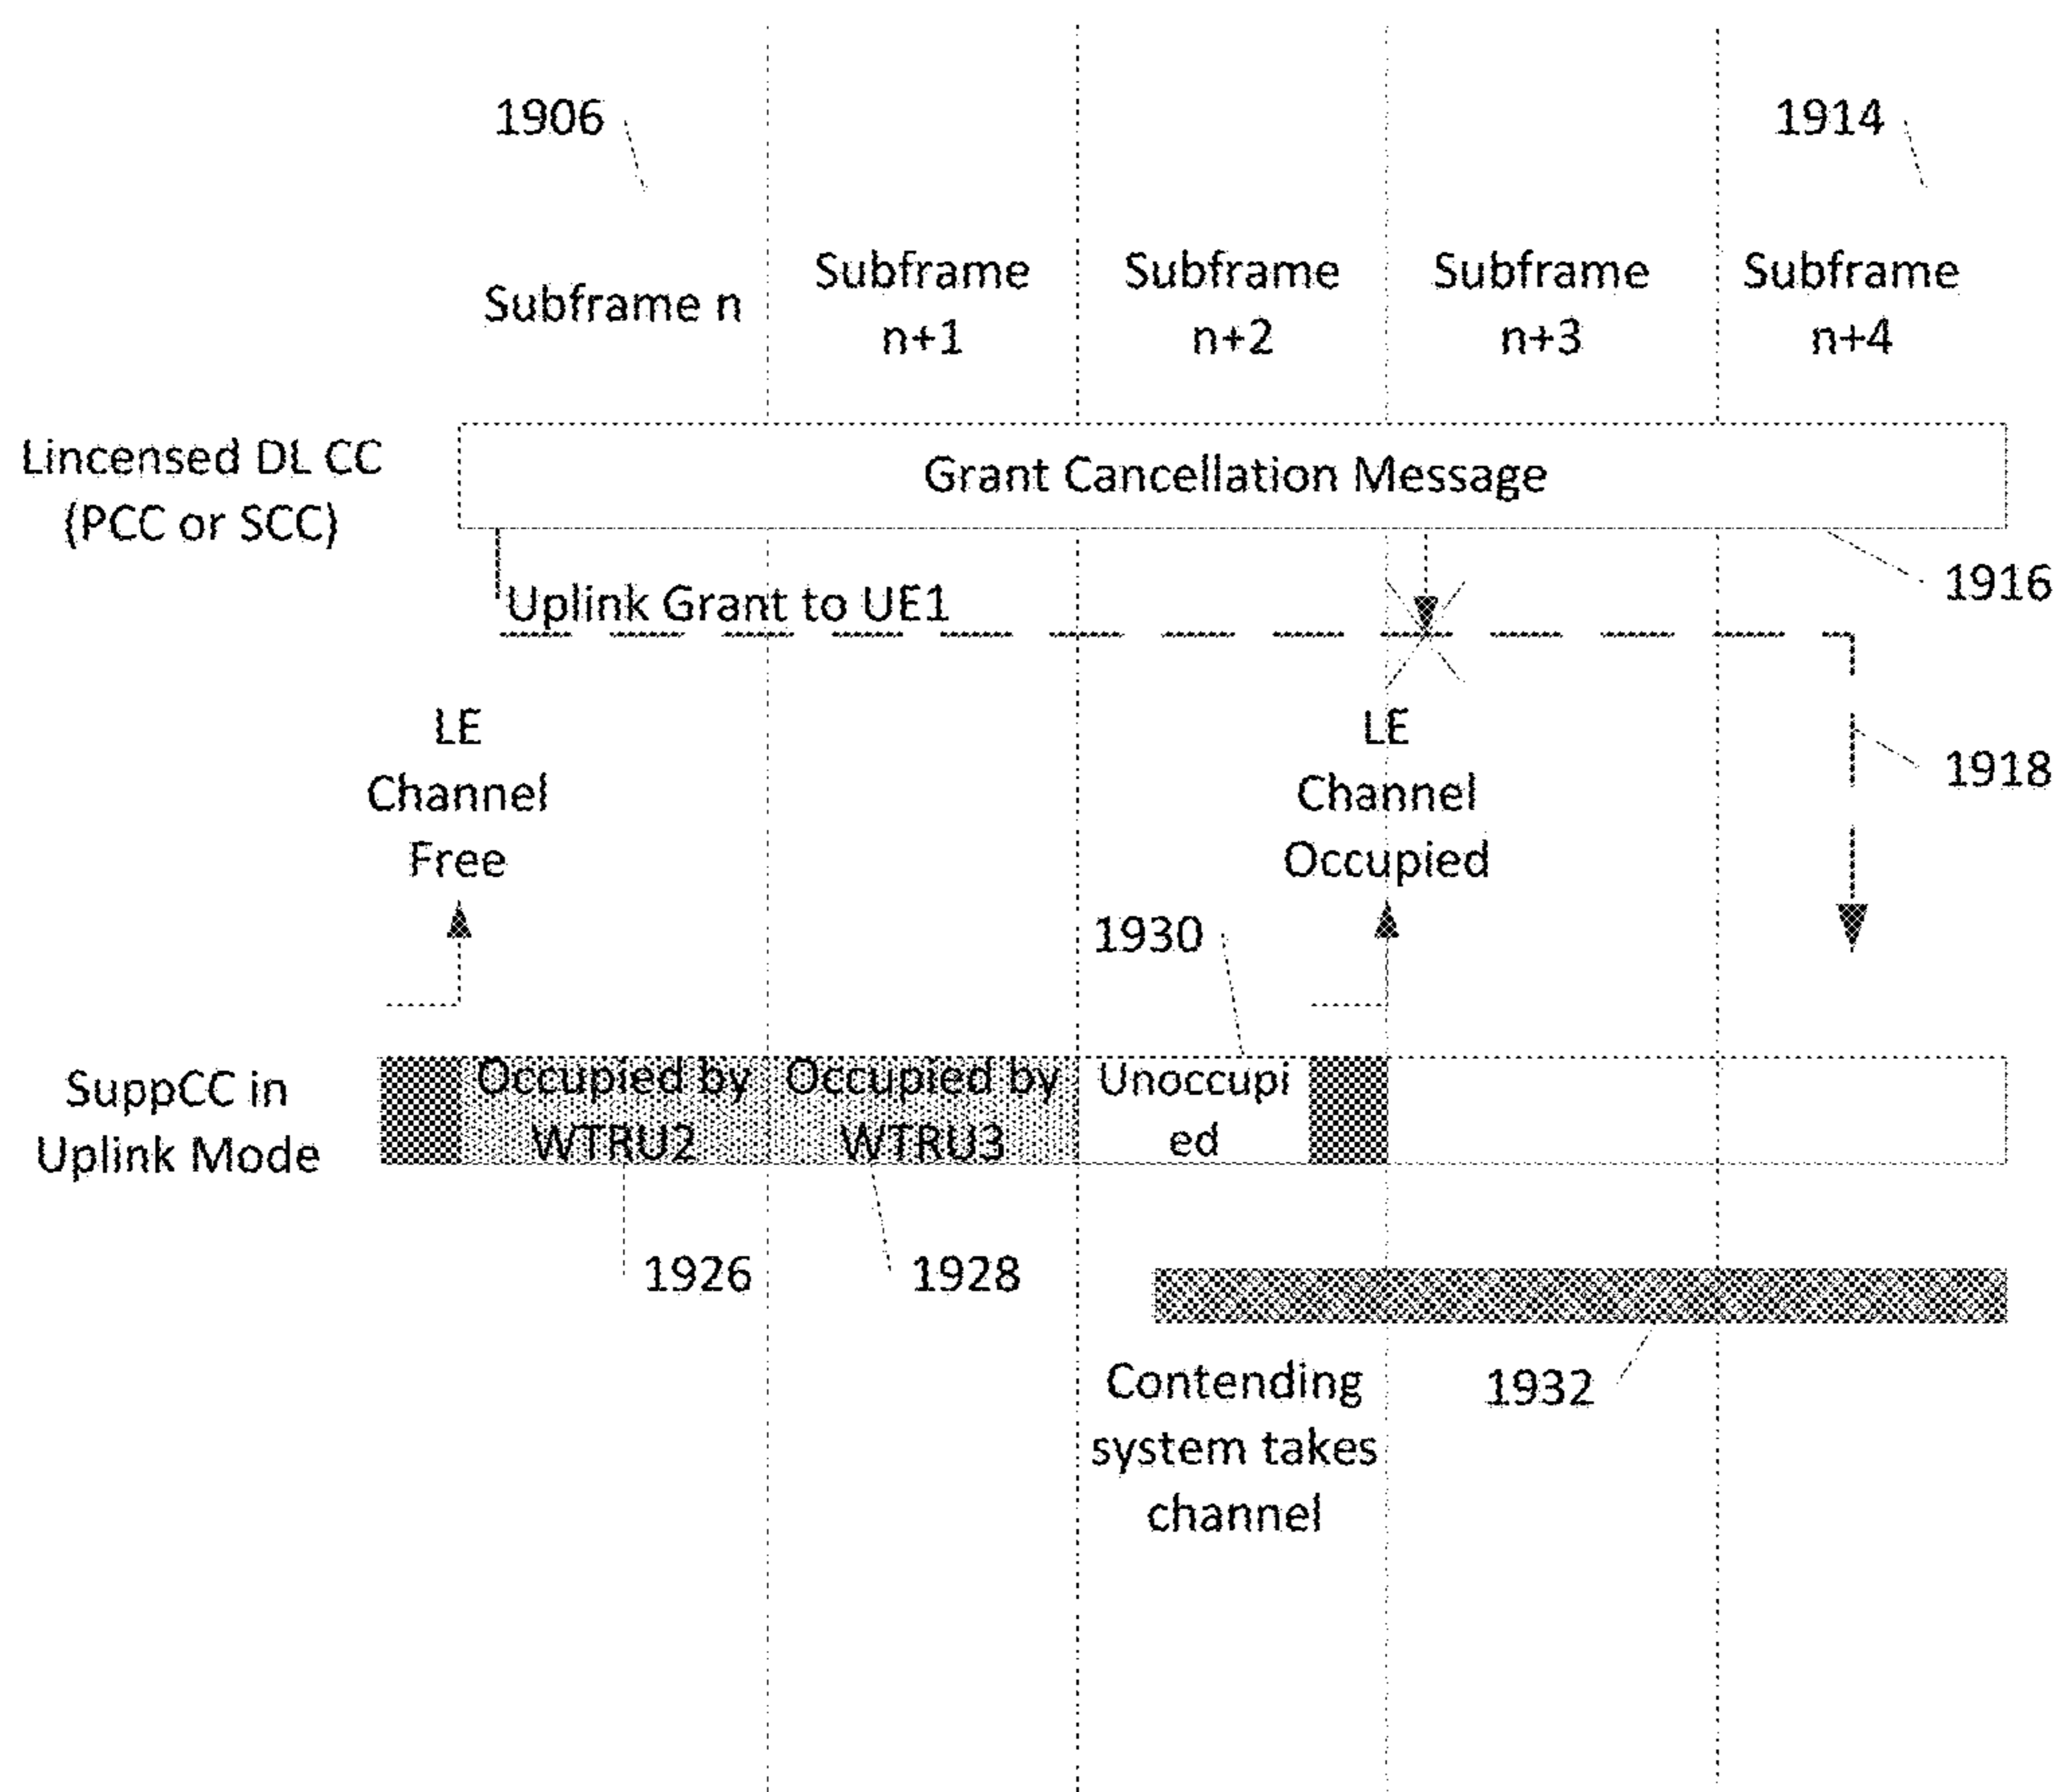 1906
1914
Subframe n
Subframe
n+1
Subframe
n+2
Subframe
n+3
Subframe
n+4
Lincensed DL CC
(PCC or SCC)
Grant Cancellation Message
1916
Uplink Grant to UE1
LE
Channel
Free
LE
Channel
Occupied
1918
1930
SuppCC in
Uplink Mode
Occupied by
WTRU2
Occupied by
WTRU3
Unoccupi
ed
1926
1928
Contending
system takes
channel
1932